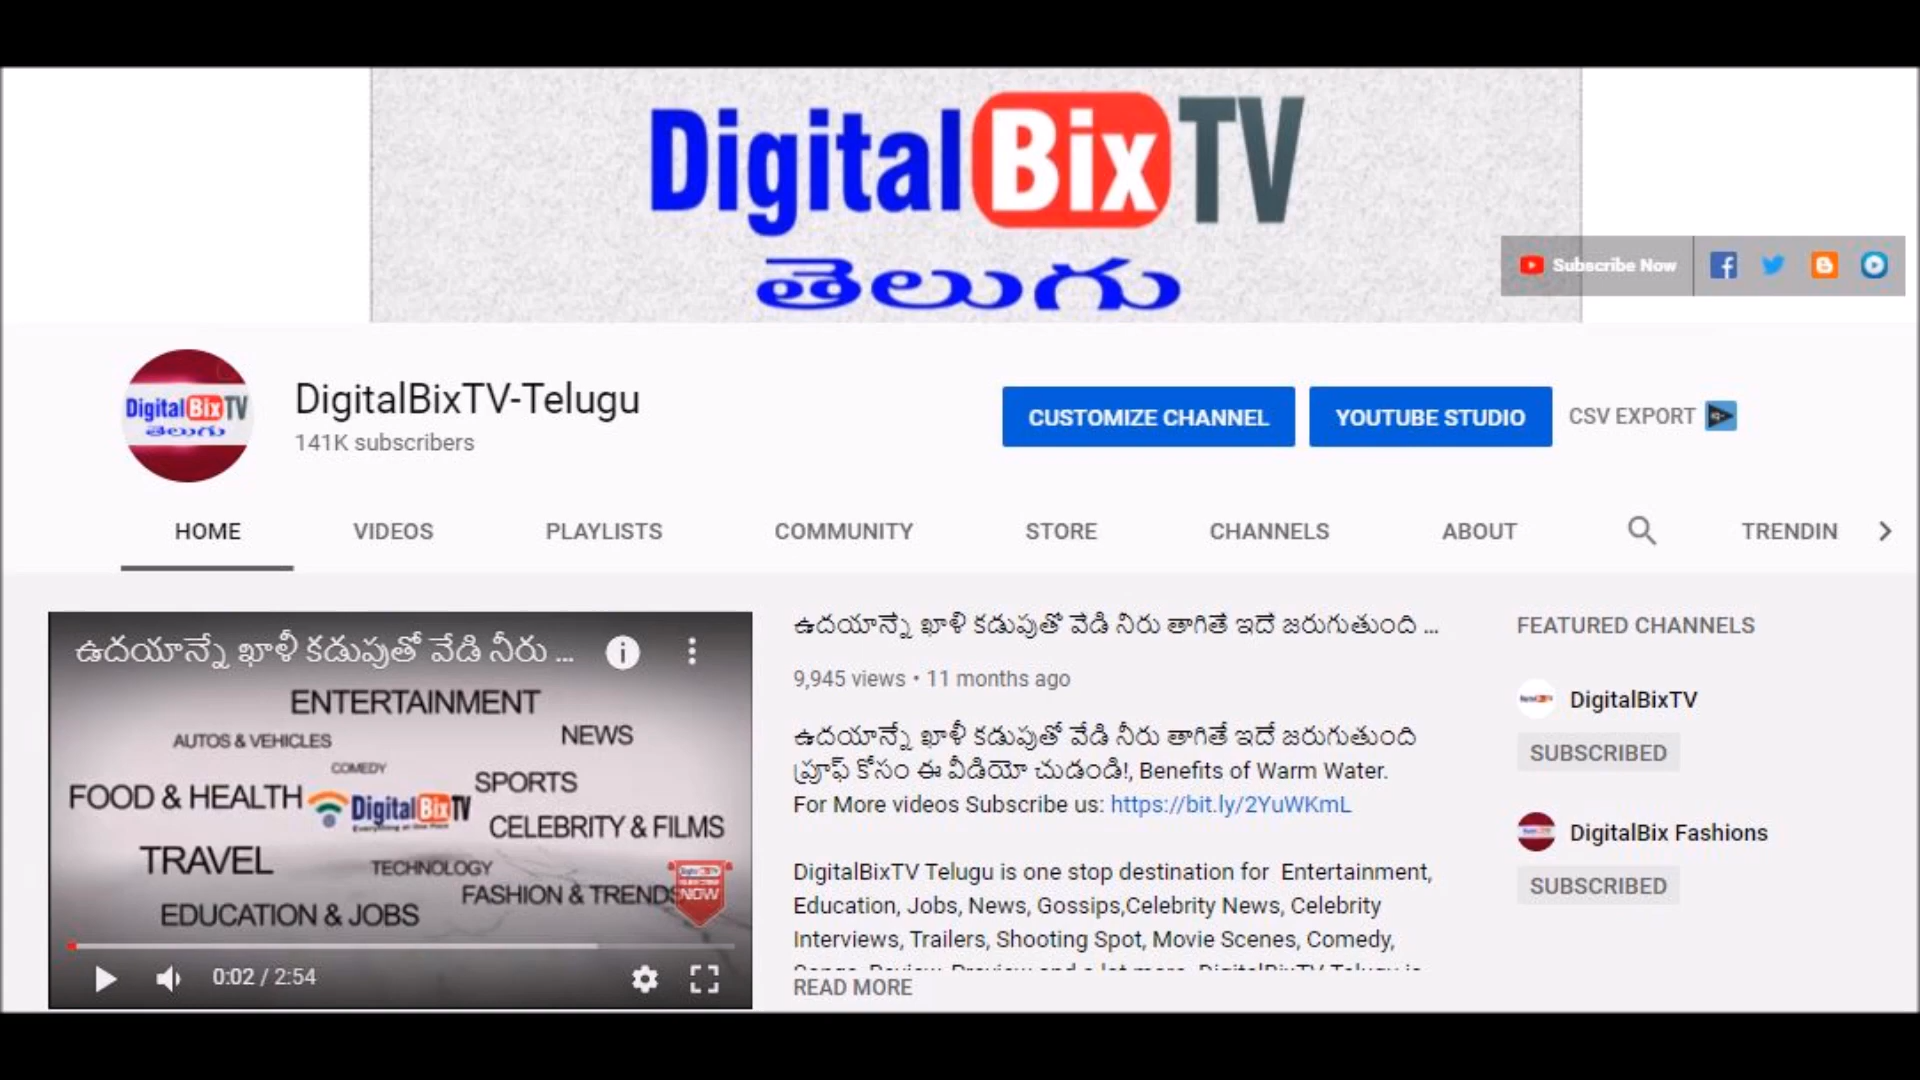 DigitalBixTV
తెలుగు
Subscribe Now
DigitalBixTV
తెలుగు
DigitalBixTV-Telugu
141K subscribers
CUSTOMIZE CHANNEL
YOUTUBE STUDIO
CSV EXPORT
HOME
VIDEOS
PLAYLISTS
COMMUNITY
STORE
CHANNELS
ABOUT
TRENDIN
ఉదయాన్నే ఖాళీ కడుపుతో వేడి నీరు ...
ENTERTAINMENT
AUTOS & VEHICLES
NEWS
COMEDY
FOOD & HEALTH
SPORTS
DigitalBixTV
CELEBRITY & FILMS
TRAVEL
TECHNOLOGY
FASHION & TRENDS
NOW
EDUCATION & JOBS
0:02 / 2:54
ఉదయాన్నే ఖాళీ కడుపుతో వేడి నీరు తాగితే ఇదే జరుగుతుంది ...
9,945 views • 11 months ago
ఉదయాన్నే ఖాళీ కడుపుతో వేడి నీరు తాగితే ఇదే జరుగుతుంది
ప్రూఫ్ కోసం ఈ వీడియో చుడండి!, Benefits of Warm Water.
For More videos Subscribe us: https://bit.ly/2YuWKmL
DigitalBixTV Telugu is one stop destination for Entertainment,
Education, Jobs, News, Gossips,Celebrity News, Celebrity
Interviews, Trailers, Shooting Spot, Movie Scenes, Comedy,
READ MORE
FEATURED CHANNELS
DigitalBixTV
SUBSCRIBED
DigitalBix Fashions
SUBSCRIBED